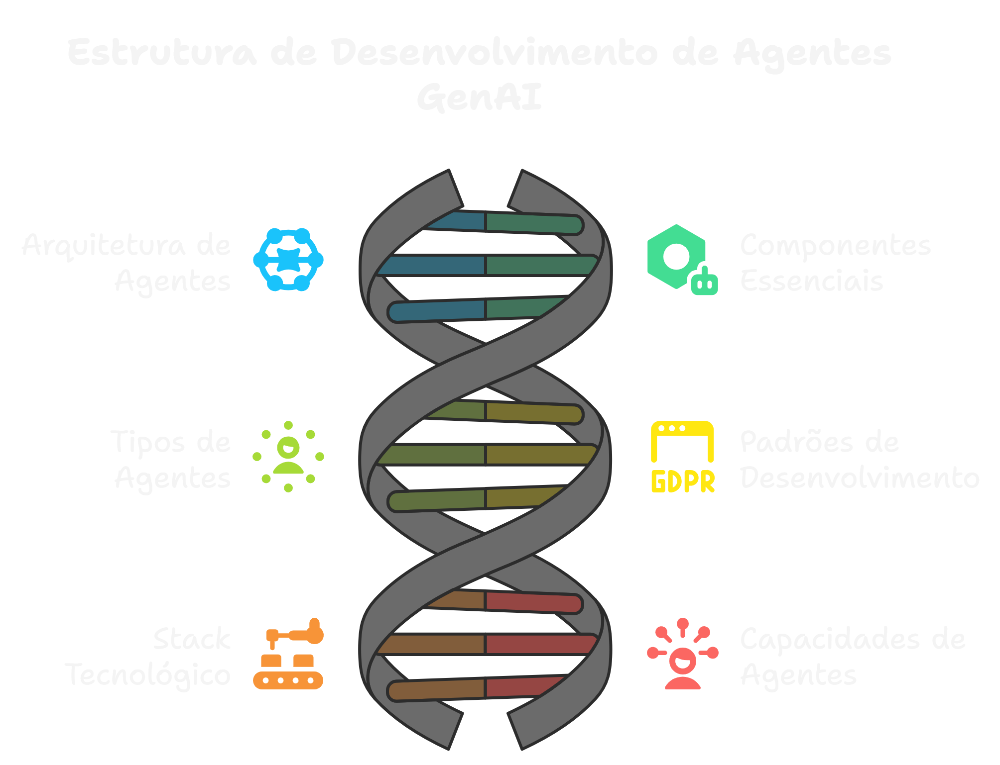 Estrutura de Desenvolvimento de Agentes
GenAI
Arquitetura de
Agentes
Componentes
Essenciais
Tipos de
Agentes
GDPR
Padrões de
Desenvolvimento
Stack
Tecnológico
Capacidades de
Agentes